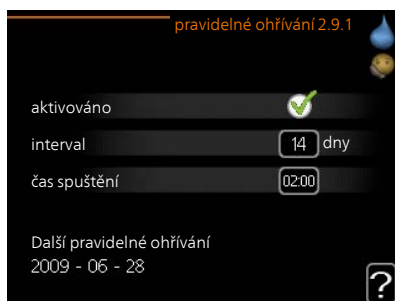 pravidelné ohřívání 2.9.1
aktivováno
interval 14 dny
čas spuštění 02:00
Další pravidelné ohřívání
2009 - 06 - 28
?